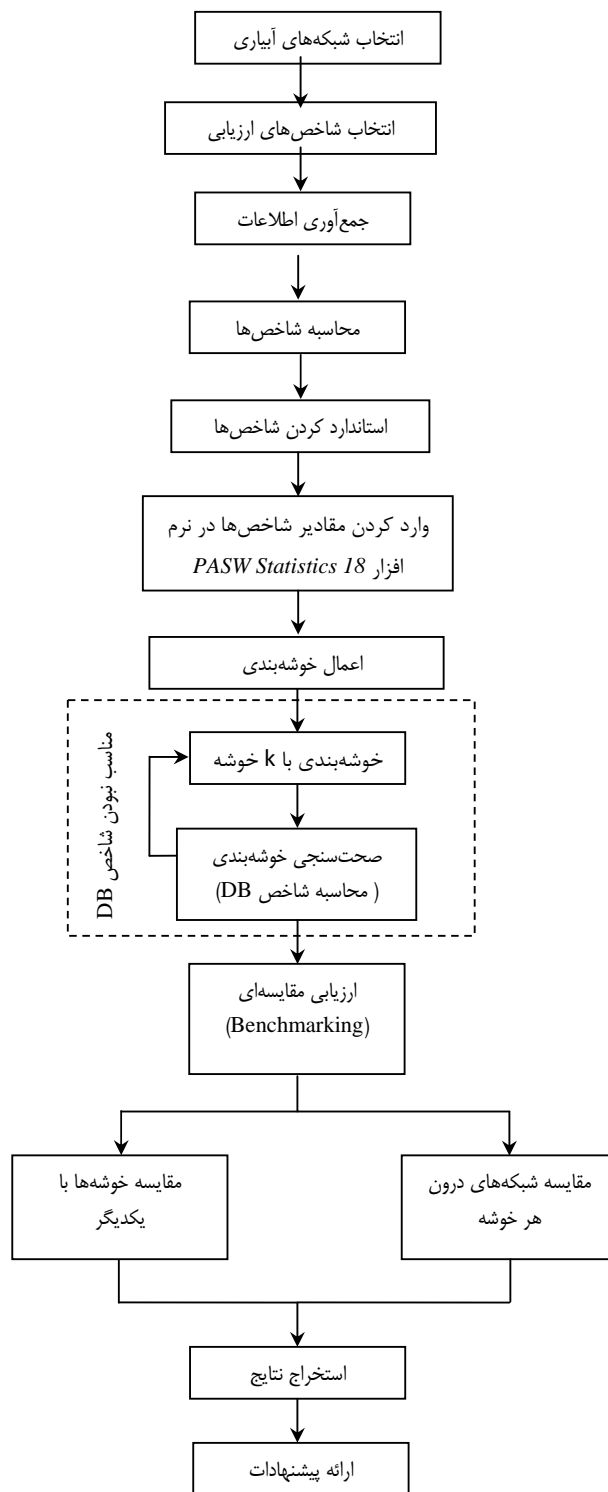 انتخاب شبکه‌های آبیاری
انتخاب شاخص‌های ارزیابی
جمع‌آوری اطلاعات
محاسبه شاخص‌ها
استاندارد کردن شاخص‌ها
وارد کردن مقادیر شاخص‌ها در نرم
افزار PASW Statistics 18
اعمال خوشه‌بندی
مناسب نبودن شاخص DB
خوشه‌بندی با k خوشه
صحت‌سنجی خوشه‌بندی
( محاسبه شاخص DB)
ارزیابی مقایسه‌ای
(Benchmarking)
مقایسه شبکه‌های درون
هر خوشه
مقایسه خوشه‌ها با
یکدیگر
استخراج نتایج
ارائه پیشنهادات